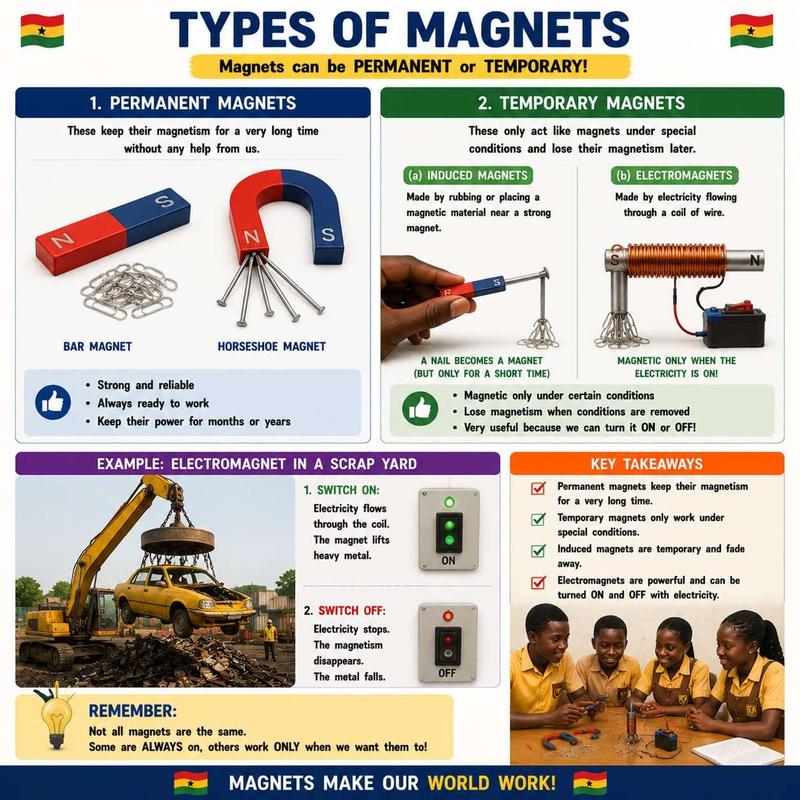 TYPES OF MAGNETS
Magnets can be PERMANENT or TEMPORARY!
1. PERMANENT MAGNETS
These keep their magnetism for a very long time
without any help from us.
N
S
N
S
BAR MAGNET
HORSESHOE MAGNET
• Strong and reliable
• Always ready to work
• Keep their power for months or years
2. TEMPORARY MAGNETS
These only act like magnets under special
conditions and lose their magnetism later.
(a) INDUCED MAGNETS
Made by rubbing or placing a
magnetic material near a strong
magnet.
S
A NAIL BECOMES A MAGNET
(BUT ONLY FOR A SHORT TIME)
(b) ELECTROMAGNETS
Made by electricity flowing
through a coil of wire.
S
N
MAGNETIC ONLY WHEN THE
ELECTRICITY IS ON!
• Magnetic only under certain conditions
• Lose magnetism when conditions are removed
• Very useful because we can turn it ON or OFF!
EXAMPLE: ELECTROMAGNET IN A SCRAP YARD
1. SWITCH ON:
Electricity flows
through the coil.
The magnet lifts
heavy metal.
ON
2. SWITCH OFF:
Electricity stops.
The magnetism
disappears.
The metal falls.
OFF
KEY TAKEAWAYS
Permanent magnets keep their magnetism
for a very long time.
Temporary magnets only work under
special conditions.
Induced magnets are temporary and fade
away.
Electromagnets are powerful and can be
turned ON and OFF with electricity.
REMEMBER:
Not all magnets are the same.
Some are ALWAYS on, others work ONLY when we want them to!
MAGNETS MAKE OUR WORLD WORK!